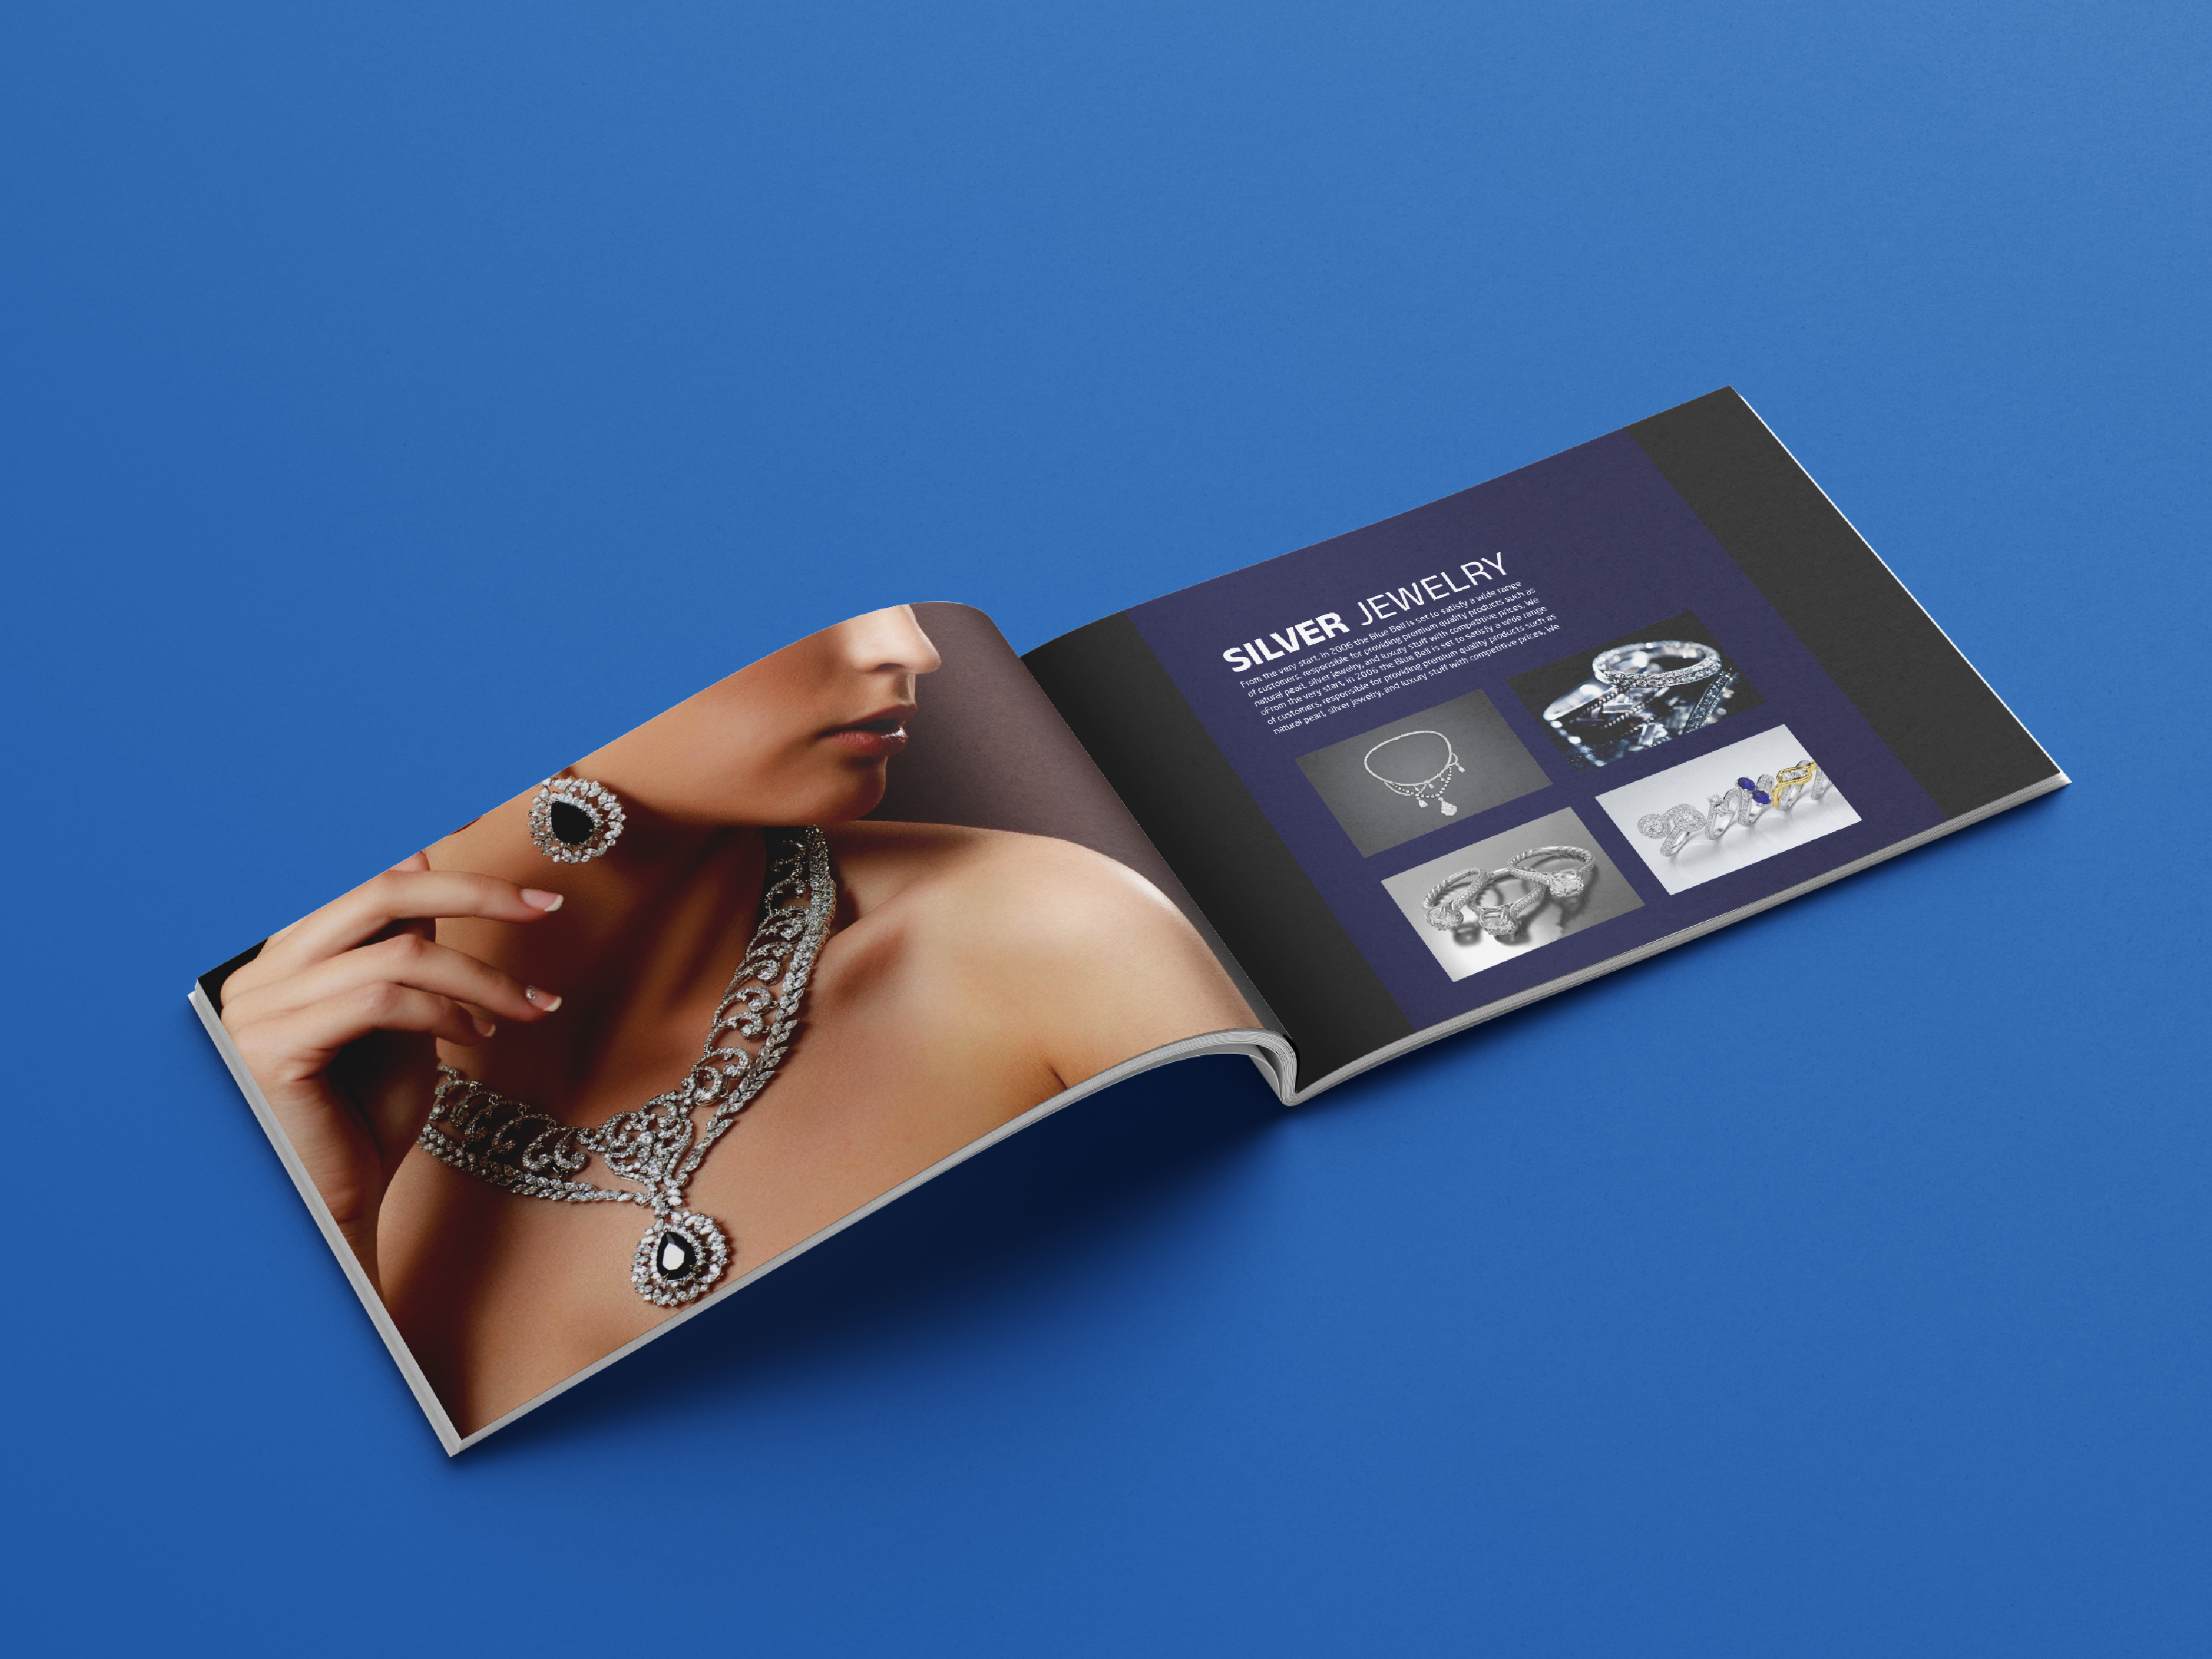 SILVER JEWELRY
From the very start, in 2006 the Blue Bell is set to satisfy a wide range
of customers, responsible for providing premium quality products such as
natural pearl, silver jewelry, and luxury stuff with competitive prices, We
oFrom the very start, in 2006 the Blue Bell is set to satisfy a wide range
of customers, responsible for providing premium quality products such as
natural pearl, silver jewelry, and luxury stuff with competitive prices, We